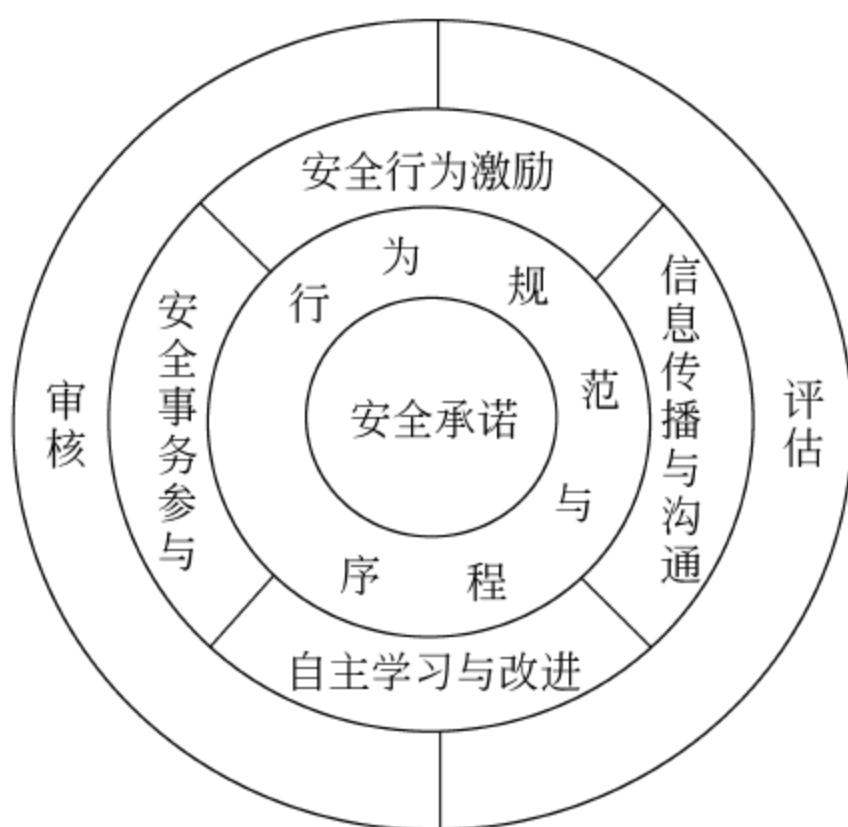 安全行为激励
行为规范与程序
安全承诺
安全事务参与
信息传播与沟通
自主学习与改进
审核
评估